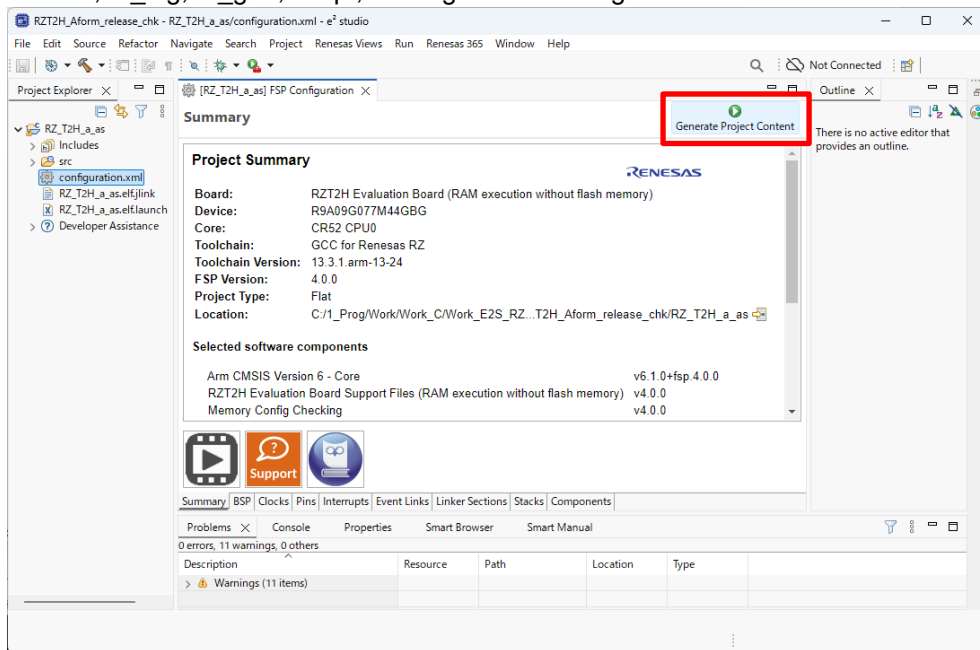 RZT2H_Aform_release_chk - RZ_T2H_a_as/configuration.xml - e² studio
File Edit Source Refactor Navigate Search Project Renesas Views Run Renesas 365 Window Help
Not Connected
Project Explorer
[RZ_T2H_a_as] FSP Configuration
Outline
RZ_T2H_a_as
Includes
src
configuration.xml
RZ_T2H_a_as.elf.jlink
RZ_T2H_a_as.elf.launch
Developer Assistance
Summary
Generate Project Content
There is no active editor that
provides an outline.
Project Summary
RENESAS
Board: RZT2H Evaluation Board (RAM execution without flash memory)
Device: R9A09G077M44GBG
Core: CR52 CPU0
Toolchain: GCC for Renesas RZ
Toolchain Version: 13.3.1.arm-13-24
FSP Version: 4.0.0
Project Type: Flat
Location: C:/1_Prog/Work/Work_C/Work_E2S_RZ...T2H_Aform_release_chk/RZ_T2H_a_as
Selected software components
Arm CMSIS Version 6 - Core v6.1.0+fsp.4.0.0
RZT2H Evaluation Board Support Files (RAM execution without flash memory) v4.0.0
Memory Config Checking v4.0.0
Support
Summary BSP Clocks Pins Interrupts Event Links Linker Sections Stacks Components
Problems Console Properties Smart Browser Smart Manual
0 errors, 11 warnings, 0 others
Description Resource Path Location Type
Warnings (11 items)